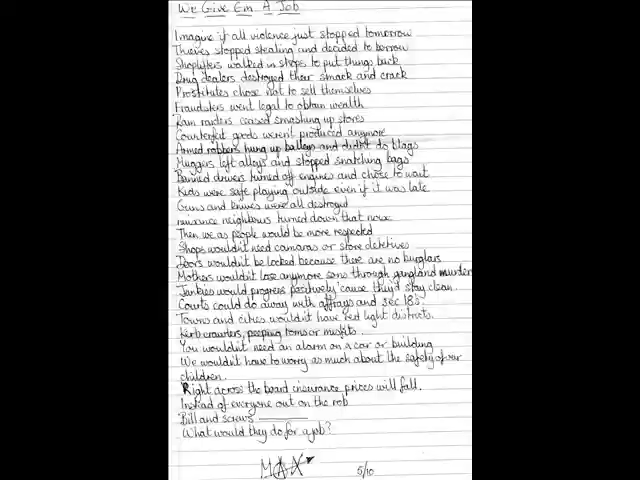 We Give Em A Job
Imagine if all violence just stopped tomorrow
Thieves stopped stealing and decided to borrow
Shoplifters walked in shops to put things back
Drug dealers destroyed their smack and crack
Prostitutes chose not to sell themselves
Fraudsters went legal to obtain wealth
Ram raiders ceased smashing up stores
Counterfeit goods weren't produced anymore
Armed robbers hung up ballys and didn't do blags
Muggers left alleys and stopped snatching bags
Banned drivers turned off engines and chose to wait
Kids were safe playing outside even if it was late
Guns and knives were all destroyed
nuisance neighbours turned down that noise
Then we as people would be more respected
Shops wouldn't need cameras or store detectives
Doors wouldn't be locked because there are no burglars
Mothers wouldn't lose anymore sons through gangland murders
Junkies would progress positively 'cause they'd stay clean.
Courts could do away with affrays and sec 18s.
Towns and cities wouldn't have red light districts.
Kerb crawlers, peeping toms or misfits.
You wouldn't need an alarm on a car or building
We wouldn't have to worry as much about the safety of our
children.
Right across the board insurance prices will fall.
Instead of everyone out on the rob
Bill and screws
What would they do for a job?
MAX 5/10